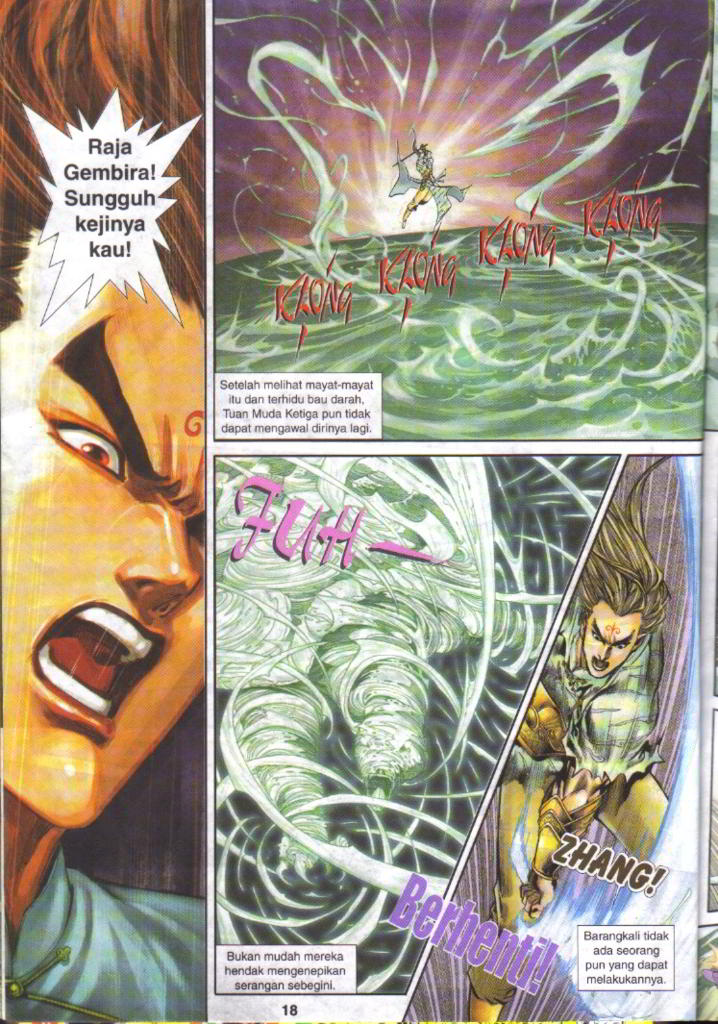 Raja
Gembira!
Sungguh
kejinya
kau!
KLONG
KLONG
KLONG
KLONG
Setelah melihat mayat-mayat
itu dan terhidu bau darah,
Tuan Muda Ketiga pun tidak
dapat mengawal dirinya lagi.
FUH—
ZHANG!
Berhenti!
Bukan mudah mereka
hendak mengenepikan
serangan sebegini.
Barangkali tidak
ada seorang
pun yang dapat
melakukannya.
18